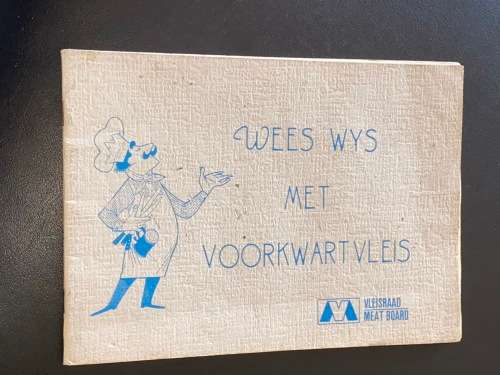 WEES WYS
MET
VOORKWARTVLEIS
VLEISRAAD
MEAT BOARD